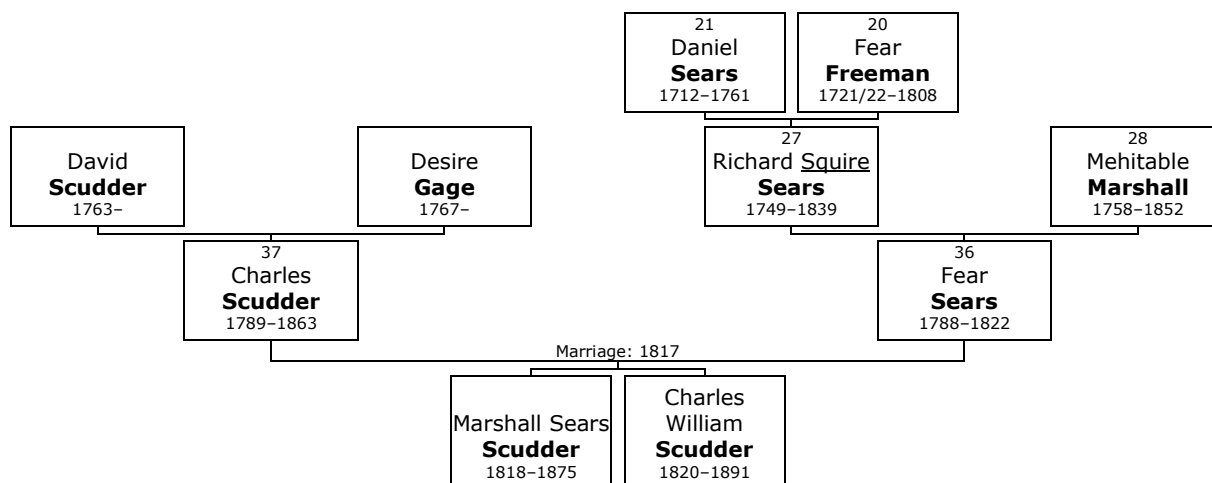 21
Daniel
Sears
1712–1761
20
Fear
Freeman
1721/22–1808
David
Scudder
1763–
Desire
Gage
1767–
27
Richard Squire
Sears
1749–1839
28
Mehitable
Marshall
1758–1852
37
Charles
Scudder
1789–1863
36
Fear
Sears
1788–1822
Marriage: 1817
Marshall Sears
Scudder
1818–1875
Charles
William
Scudder
1820–1891